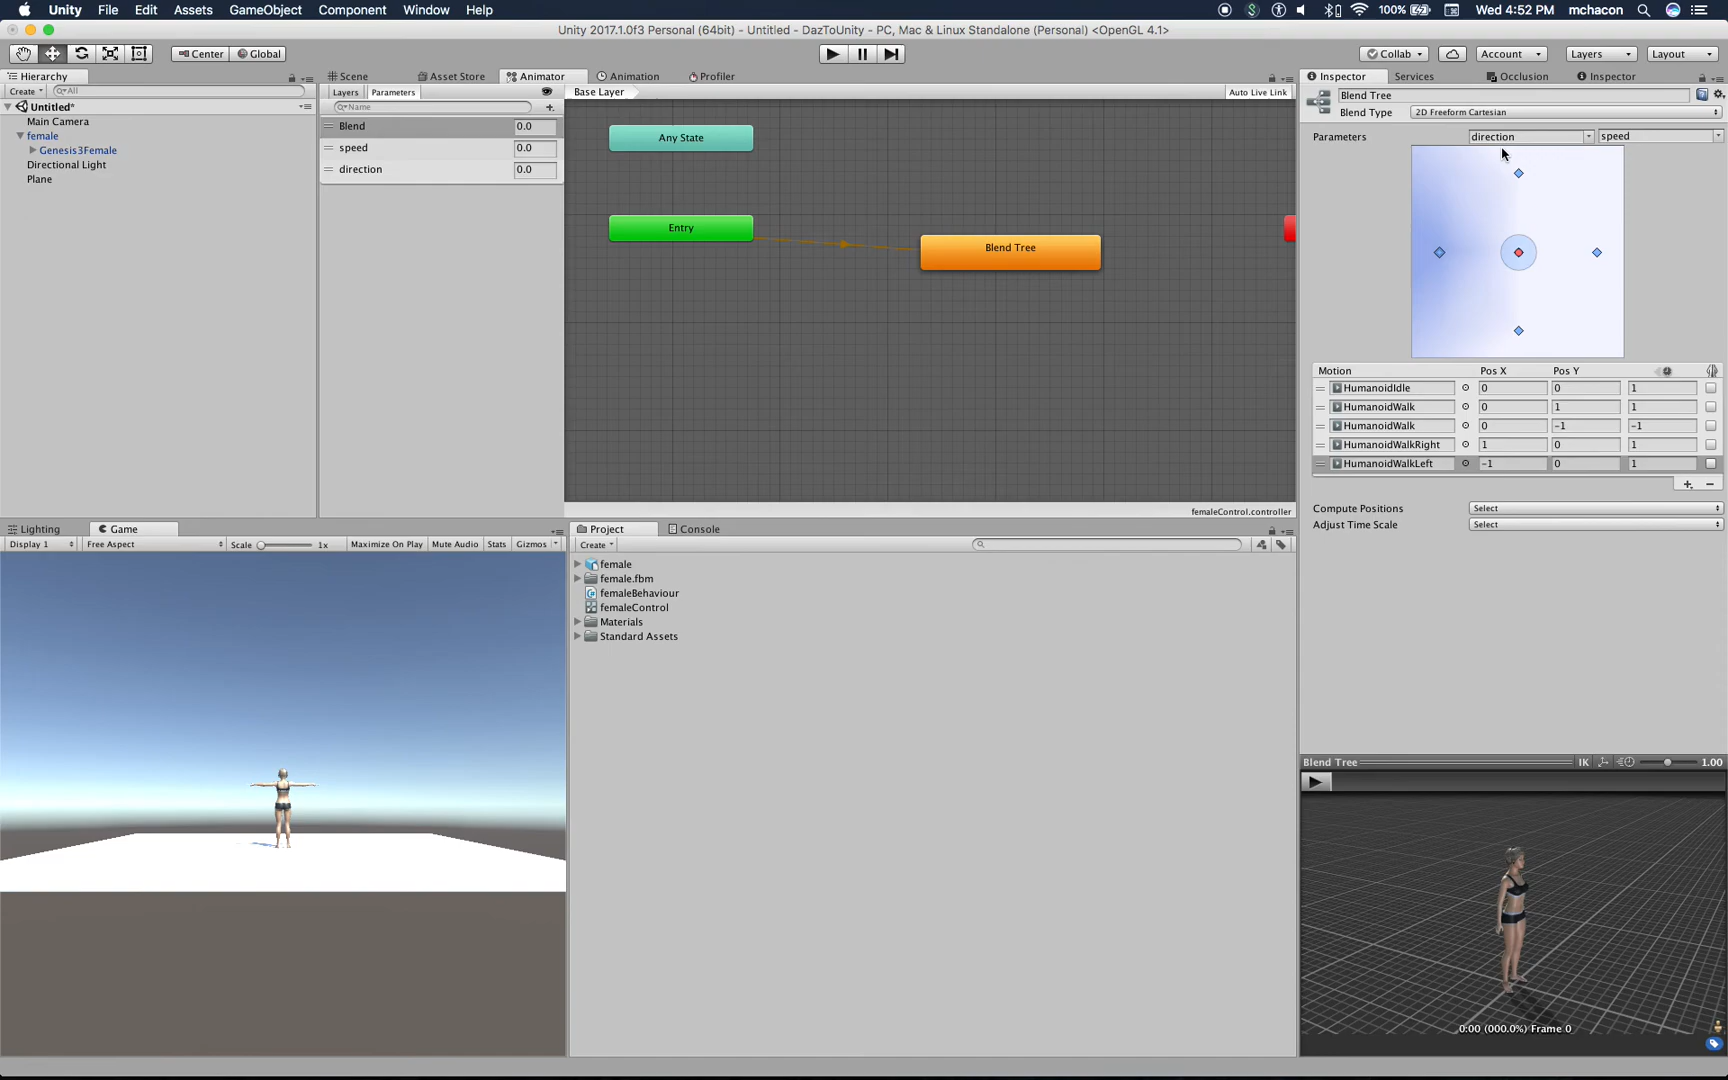 Unity File Edit Assets GameObject Component Window Help 100% Wed 4:52 PM mchacon
Unity 2017.1.0f3 Personal (64bit) - Untitled - DazToUnity - PC, Mac & Linux Standalone (Personal) <OpenGL 4.1>
Center Global Collab Account Layers Layout
Hierarchy Scene Asset Store Animator Animation Profiler Inspector Services Occlusion Inspector
Create All Layers Parameters Base Layer Auto Live Link Blend Tree
Untitled* Name Blend Type 2D Freeform Cartesian
Main Camera Blend 0.0 Any State Parameters direction speed
female speed 0.0
Genesis3Female
Directional Light direction 0.0
Plane
Entry Blend Tree
Motion Pos X Pos Y
HumanoidIdle 0 0 1
HumanoidWalk 0 1 1
HumanoidWalk 0 -1 -1
HumanoidWalkRight 1 0 1
HumanoidWalkLeft -1 0 1
femaleControl.controller Compute Positions Select
Adjust Time Scale Select
Lighting Game Project Console
Display 1 Free Aspect Scale 1x Maximize On Play Mute Audio Stats Gizmos Create
female
female.fbm
femaleBehaviour
femaleControl
Materials
Standard Assets
Blend Tree IK 1.00
0:00 (000.0%) Frame 0